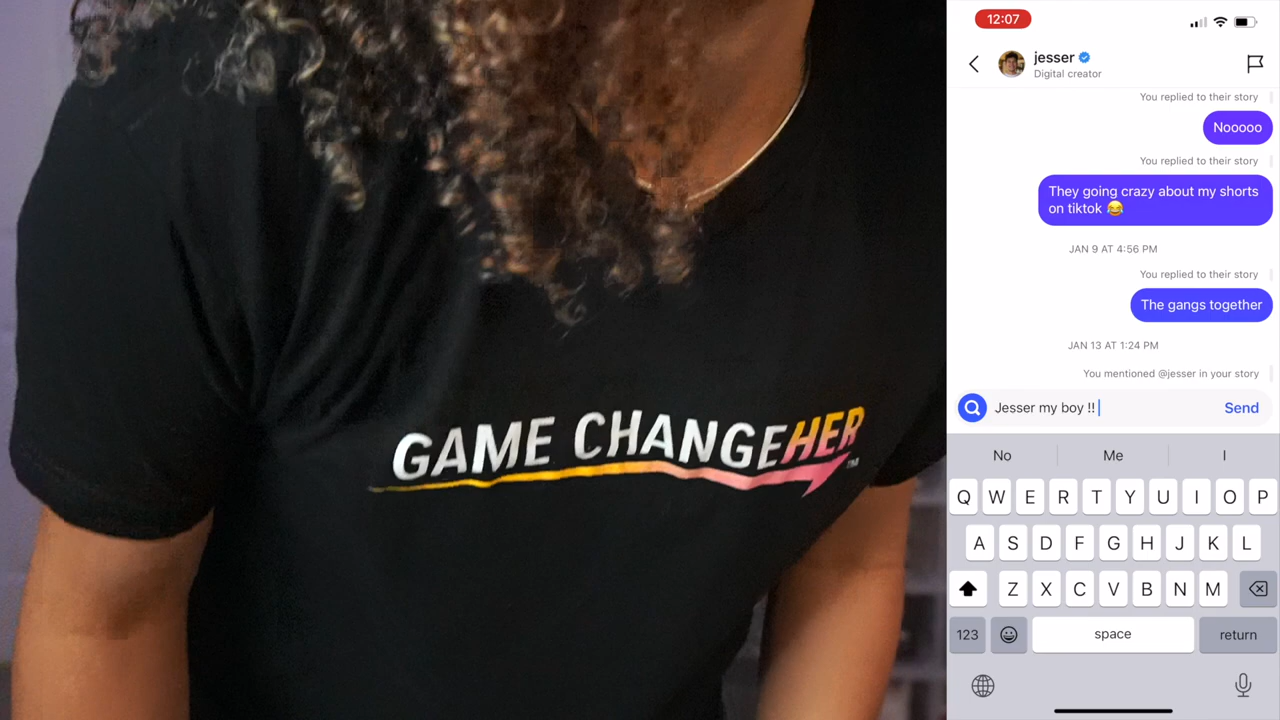 GAME CHANGEHER™
12:07
jesser
Digital creator
You replied to their story
Nooooo
You replied to their story
They going crazy about my shorts
on tiktok 😂
JAN 9 AT 4:56 PM
You replied to their story
The gangs together
JAN 13 AT 1:24 PM
You mentioned @jesser in your story
Jesser my boy !!
Send
No
Me
I
Q W E R T Y U I O P
A S D F G H J K L
Z X C V B N M
123
space
return